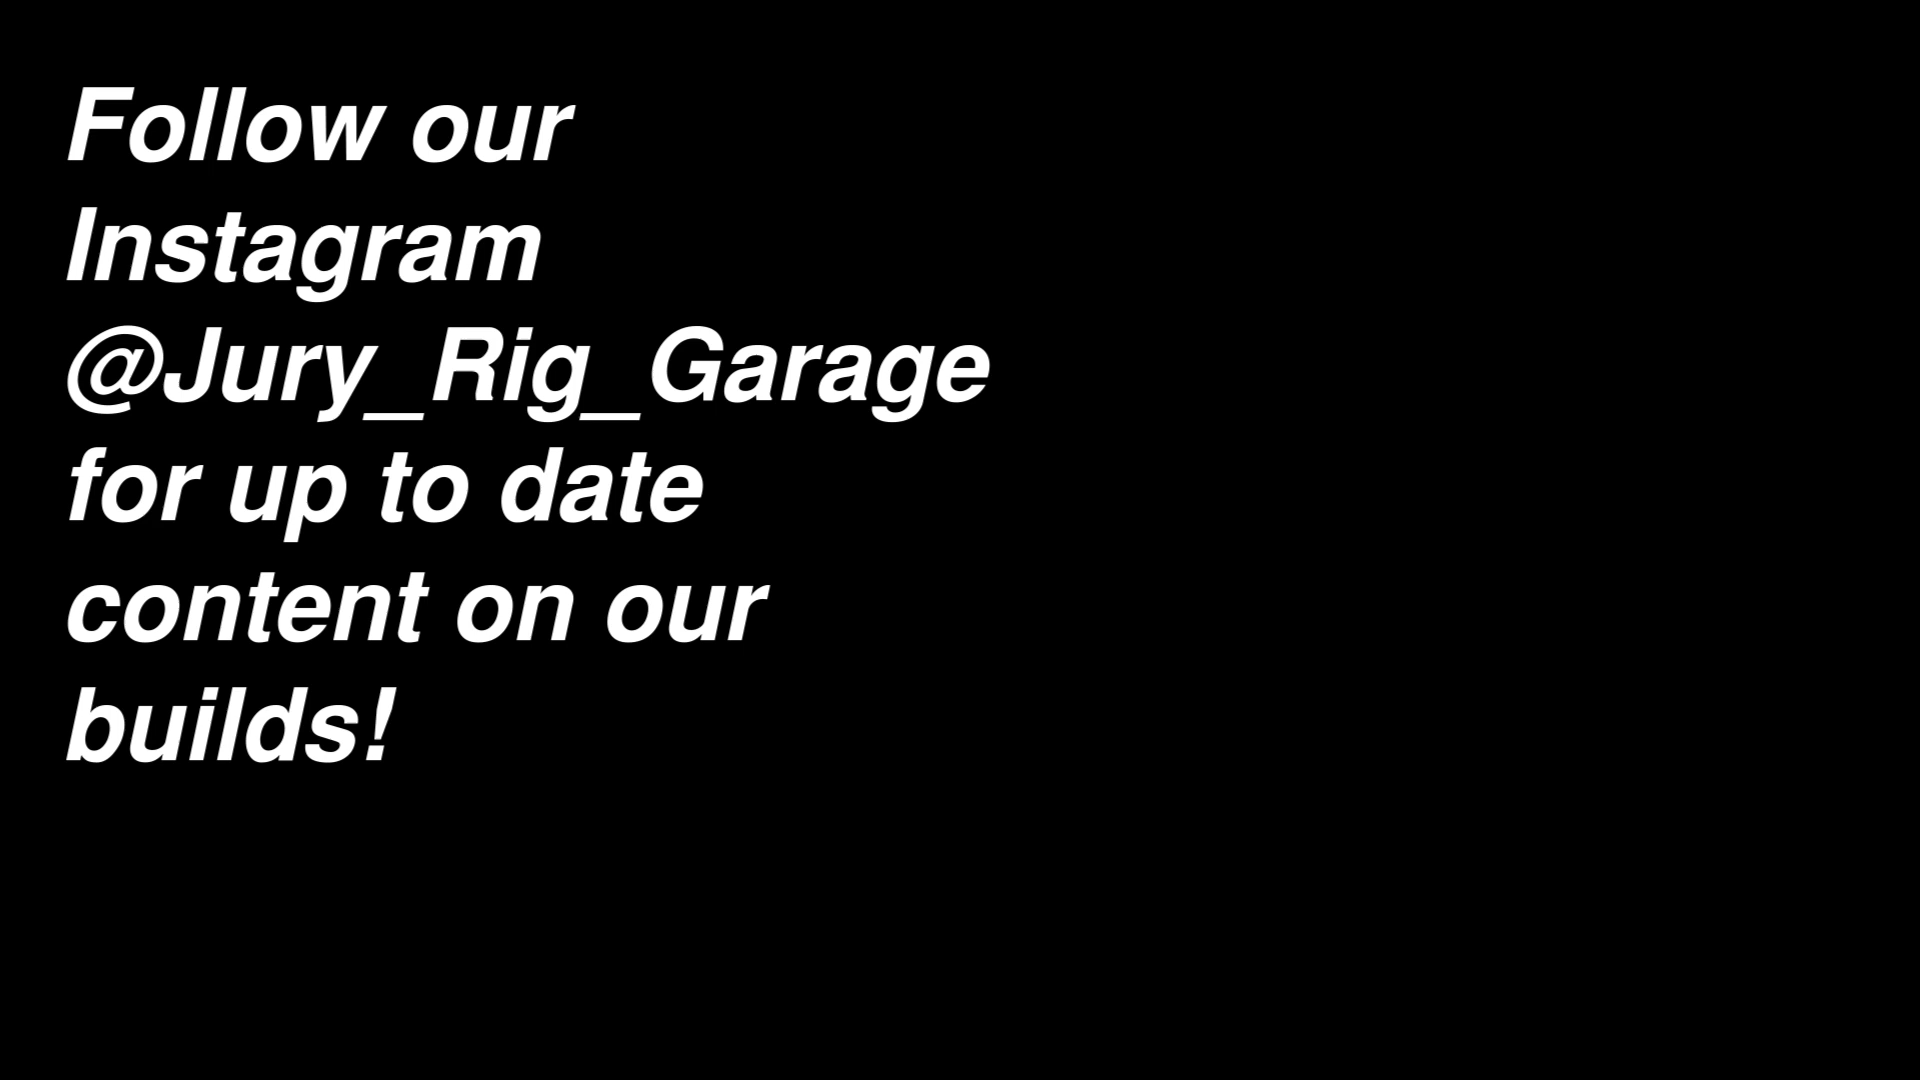 Follow our
Instagram
@Jury_Rig_Garage
for up to date
content on our
builds!